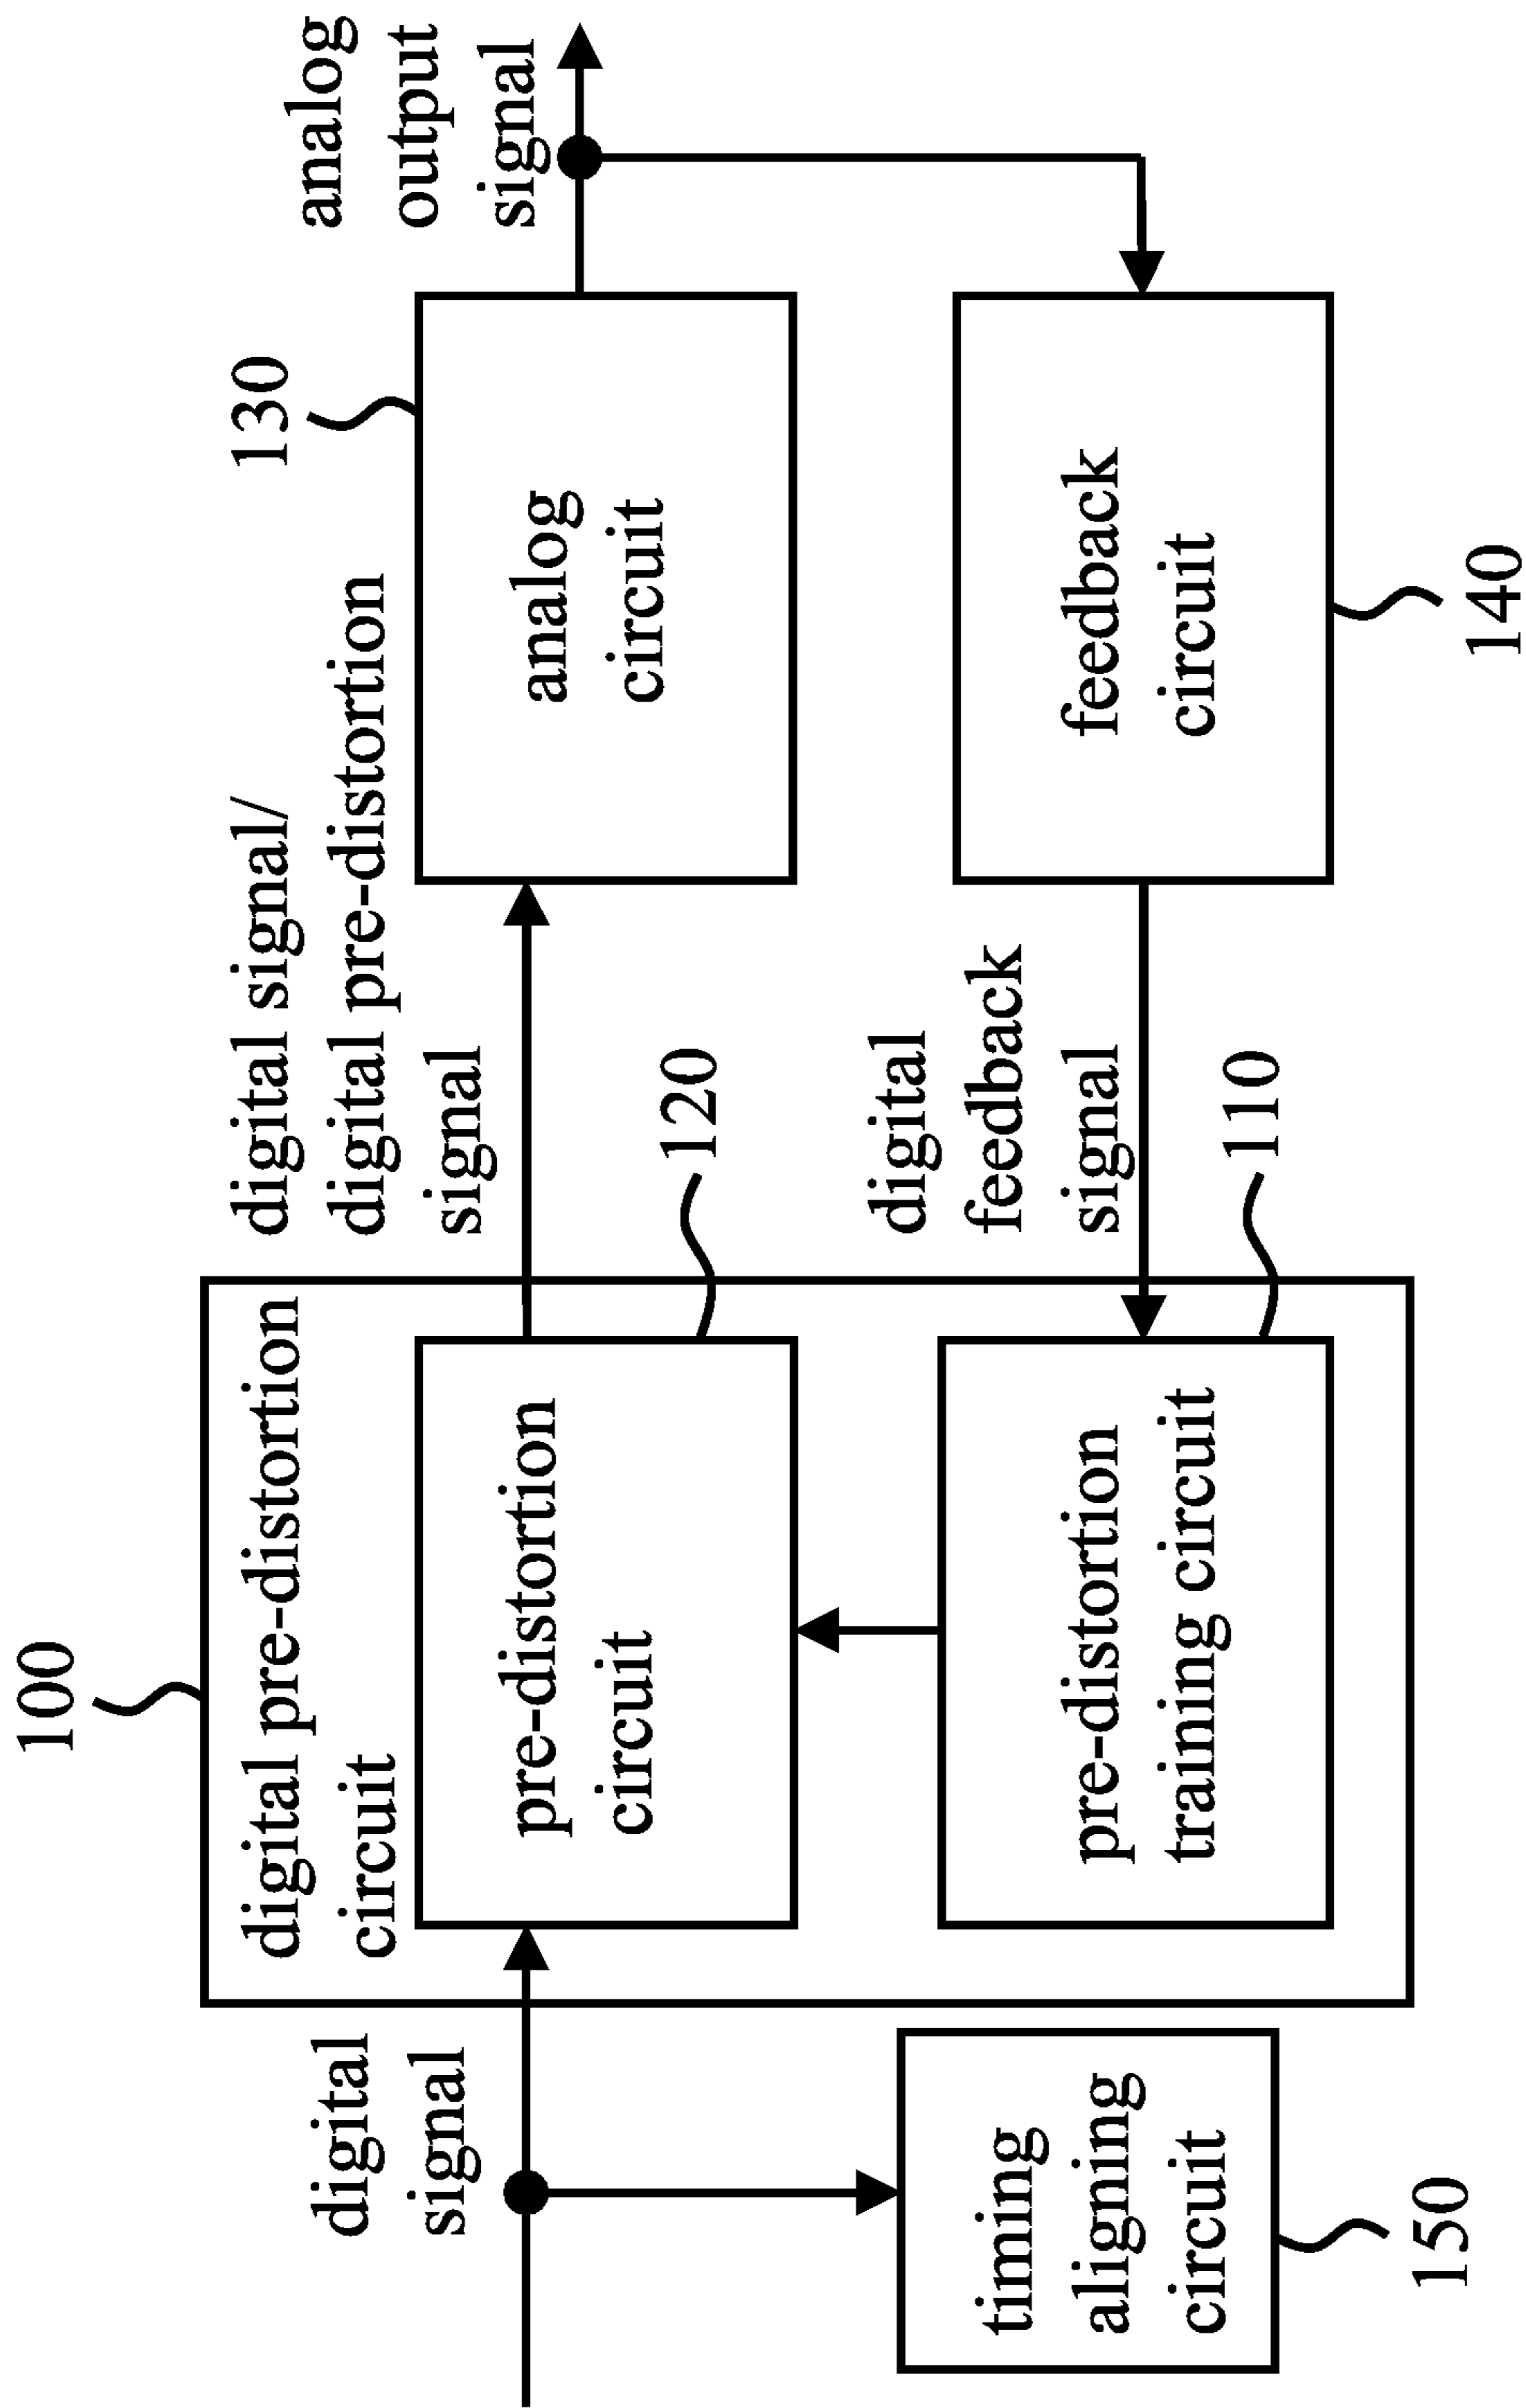 100
digital pre-distortion
circuit
digital
signal
pre-distortion
circuit
120
digital signal/
digital pre-distortion
signal
130
analog
circuit
analog
output
signal
timing
aligning
circuit
150
pre-distortion
training circuit
110
digital
feedback
signal
feedback
circuit
140